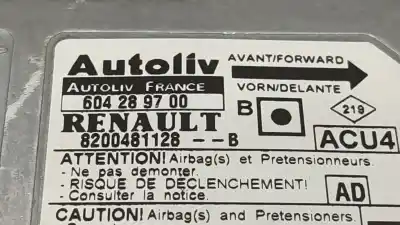 Autoliv AVANT/FORWARD
AUTOLIV FRANCE VORN/DELANTE
604 28 97 00 B 219
RENAULT
8200481128 --B ACU4
ATTENTION! Airbag(s) et Pretensionneurs.
- Ne pas demonter.
- RISQUE DE DECLENCHEMENT! AD
- Consulter la notice.
CAUTION! Airbag(s) and Pretensioners.